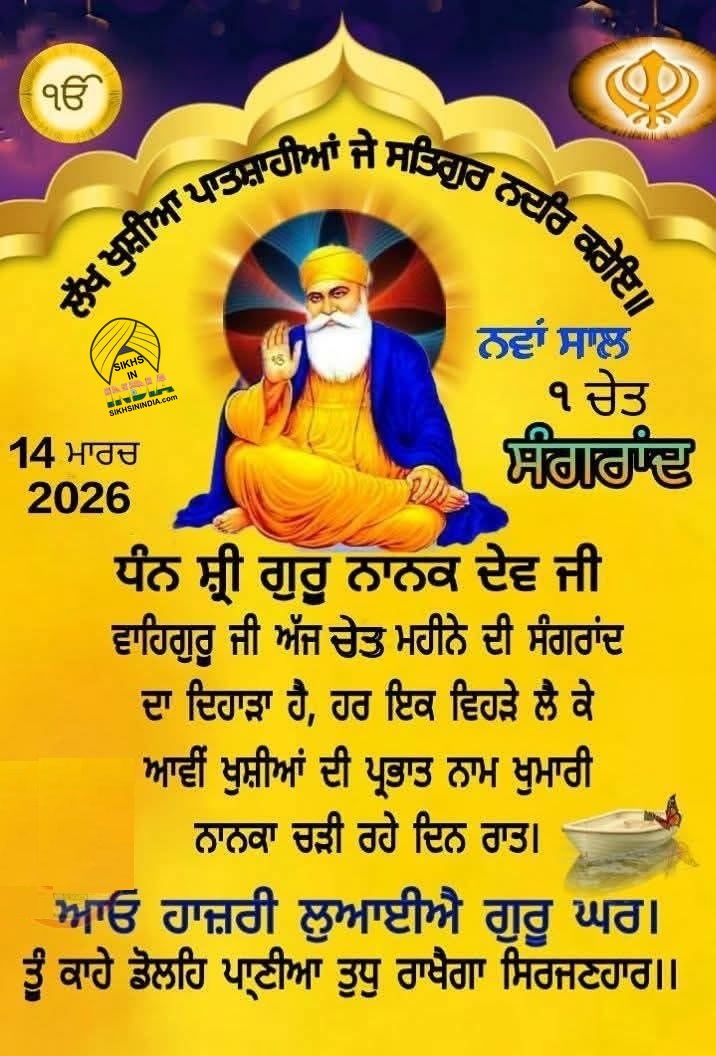 ੴ
ਲੱਖ ਖੁਸ਼ੀਆ ਪਾਤਸ਼ਾਹੀਆਂ ਜੇ ਸਤਿਗੁਰ ਨਦਰਿ ਕਰੇਇ॥
SIKHS
IN
INDIA
SIKHSININDIA.com
ਨਵਾਂ ਸਾਲ
੧ ਚੇਤ
ਸੰਗਰਾਂਦ
14 ਮਾਰਚ
2026
ੴ
ਧੰਨ ਸ਼੍ਰੀ ਗੁਰੂ ਨਾਨਕ ਦੇਵ ਜੀ
ਵਾਹਿਗੁਰੂ ਜੀ ਅੱਜ ਚੇਤ ਮਹੀਨੇ ਦੀ ਸੰਗਰਾਂਦ
ਦਾ ਦਿਹਾੜਾ ਹੈ, ਹਰ ਇਕ ਵਿਹੜੇ ਲੈ ਕੇ
ਆਵੀਂ ਖੁਸ਼ੀਆਂ ਦੀ ਪ੍ਰਭਾਤ ਨਾਮ ਖੁਮਾਰੀ
ਨਾਨਕਾ ਚੜੀ ਰਹੇ ਦਿਨ ਰਾਤ।
ਆਓ ਹਾਜ਼ਰੀ ਲੁਆਈਐ ਗੁਰੂ ਘਰ।
ਤੂੰ ਕਾਹੇ ਡੋਲਹਿ ਪਾ੍ਣੀਆ ਤੁਧੁ ਰਾਖੈਗਾ ਸਿਰਜਣਹਾਰ।।